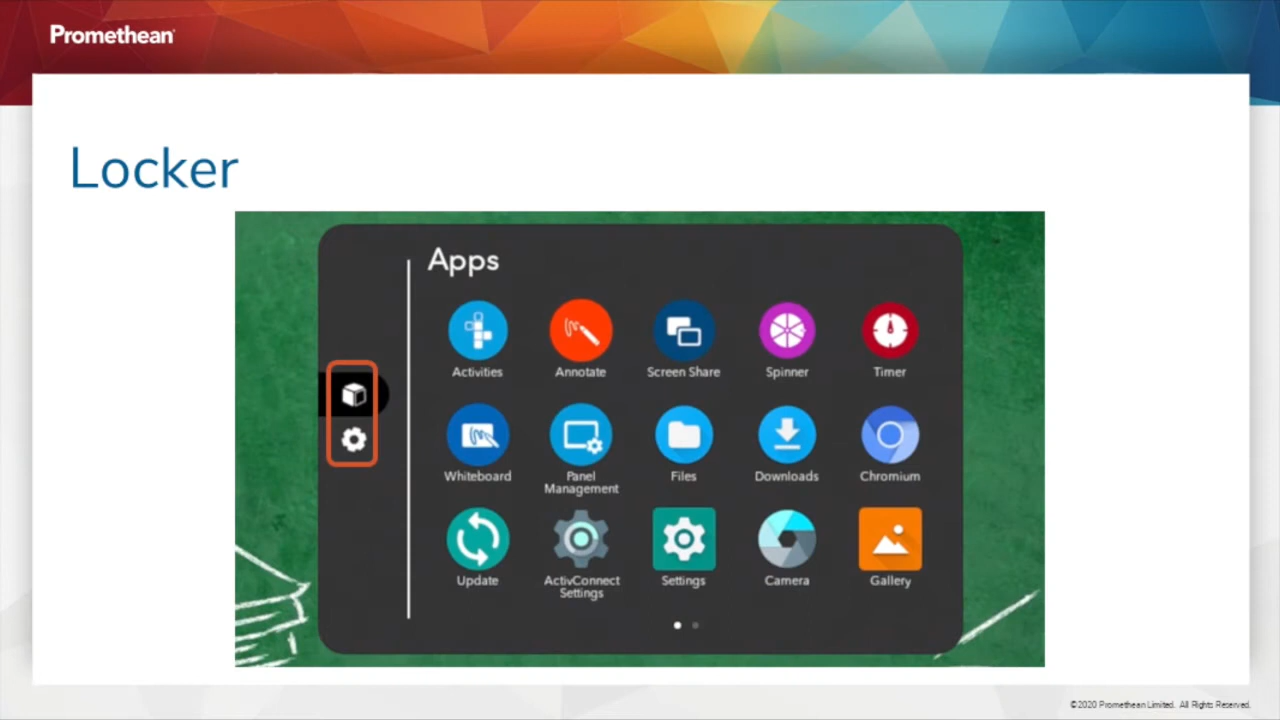 Promethean
Locker
Apps
Activities
Annotate
Screen Share
Spinner
Timer
Whiteboard
Panel
Management
Files
Downloads
Chromium
Update
ActivConnect
Settings
Settings
Camera
Gallery
©2020 Promethean Limited. All Rights Reserved.